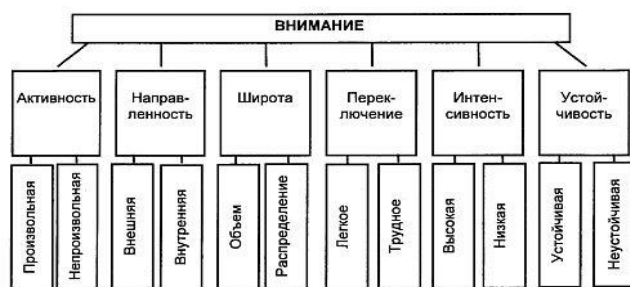 ВНИМАНИЕ
Активность
Направ-
ленность
Широта
Перек-
лючение
Интен-
сивность
Устой-
чивость
Произвольная
Непроизвольная
Внешняя
Внутренняя
Объем
Распределение
Легкое
Трудное
Высокая
Низкая
Устойчивая
Неустойчивая